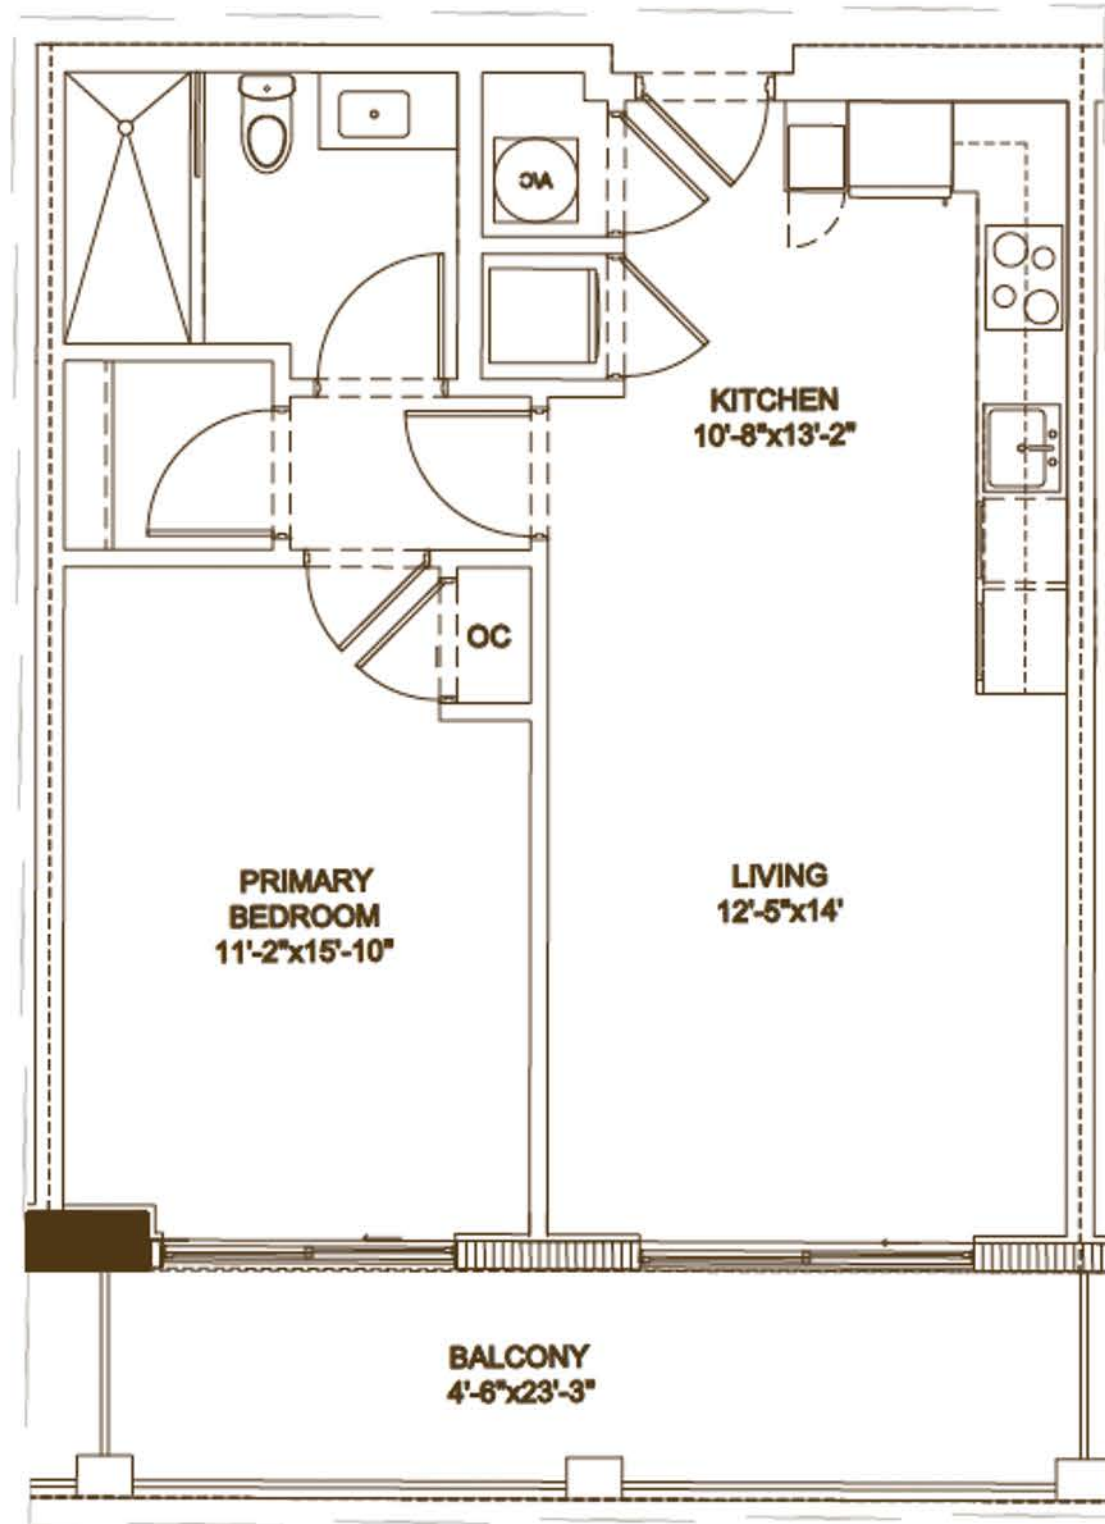 A/C
KITCHEN
10'-8"x13'-2"
OC
PRIMARY
BEDROOM
11'-2"x15'-10"
LIVING
12'-5"x14'
BALCONY
4'-6"x23'-3"